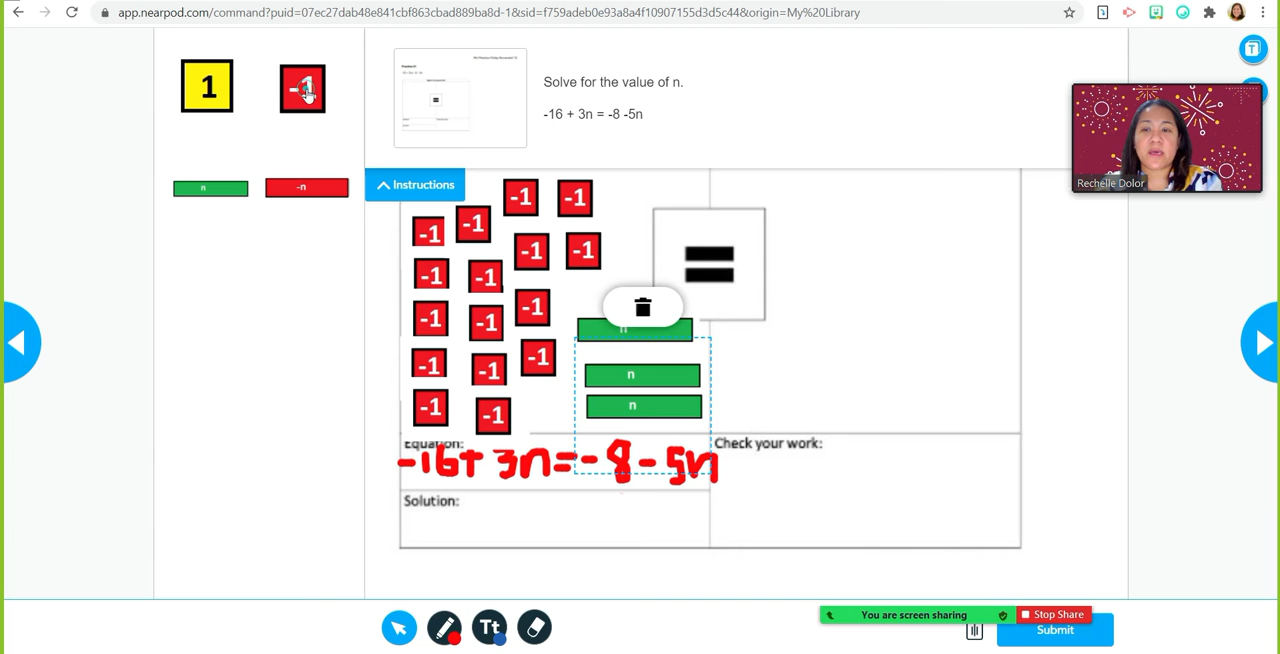 app.nearpod.com/command?puid=07ec27dab48e841cbf863cbad889ba8d-1&sid=f759adeb0e93a8a4f10907155d3d5c44&origin=My%20Library
1
-1
Solve for the value of n.
-16 + 3n = -8 -5n
Rechelle Dolor
n
-n
Instructions
-1 -1
-1 -1
-1 -1
-1 -1
-1
-1 -1
n
-1 -1
-1
n
-1
n
-1
Equation:
-16+ 3n=-8-5n
Check your work:
Solution:
You are screen sharing
Stop Share
Tt
Submit